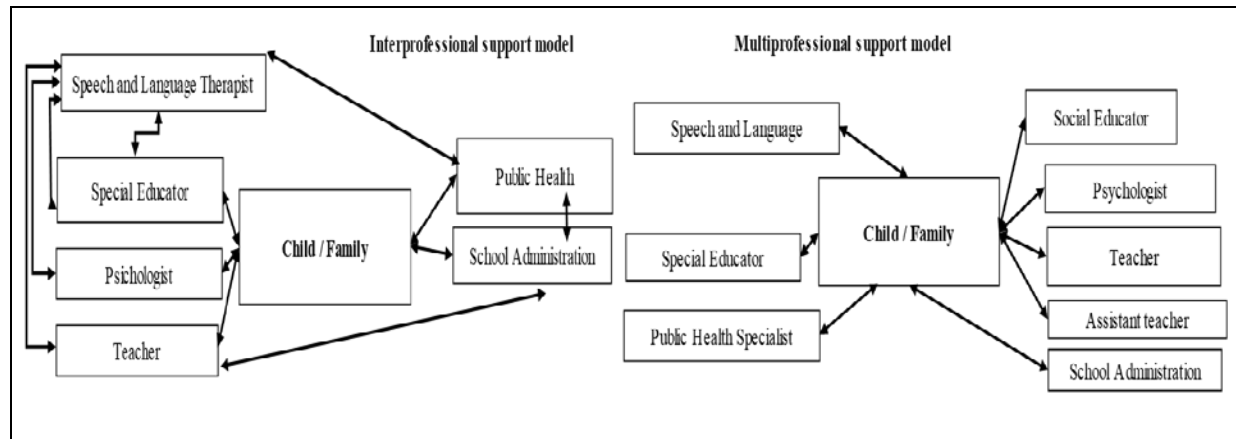 Interprofessional support model
Speech and Language Therapist
Special Educator
Psichologist
Teacher
Child / Family
Public Health
School Administration
Multiprofessional support model
Speech and Language
Special Educator
Public Health Specialist
Child / Family
Social Educator
Psychologist
Teacher
Assistant teacher
School Administration